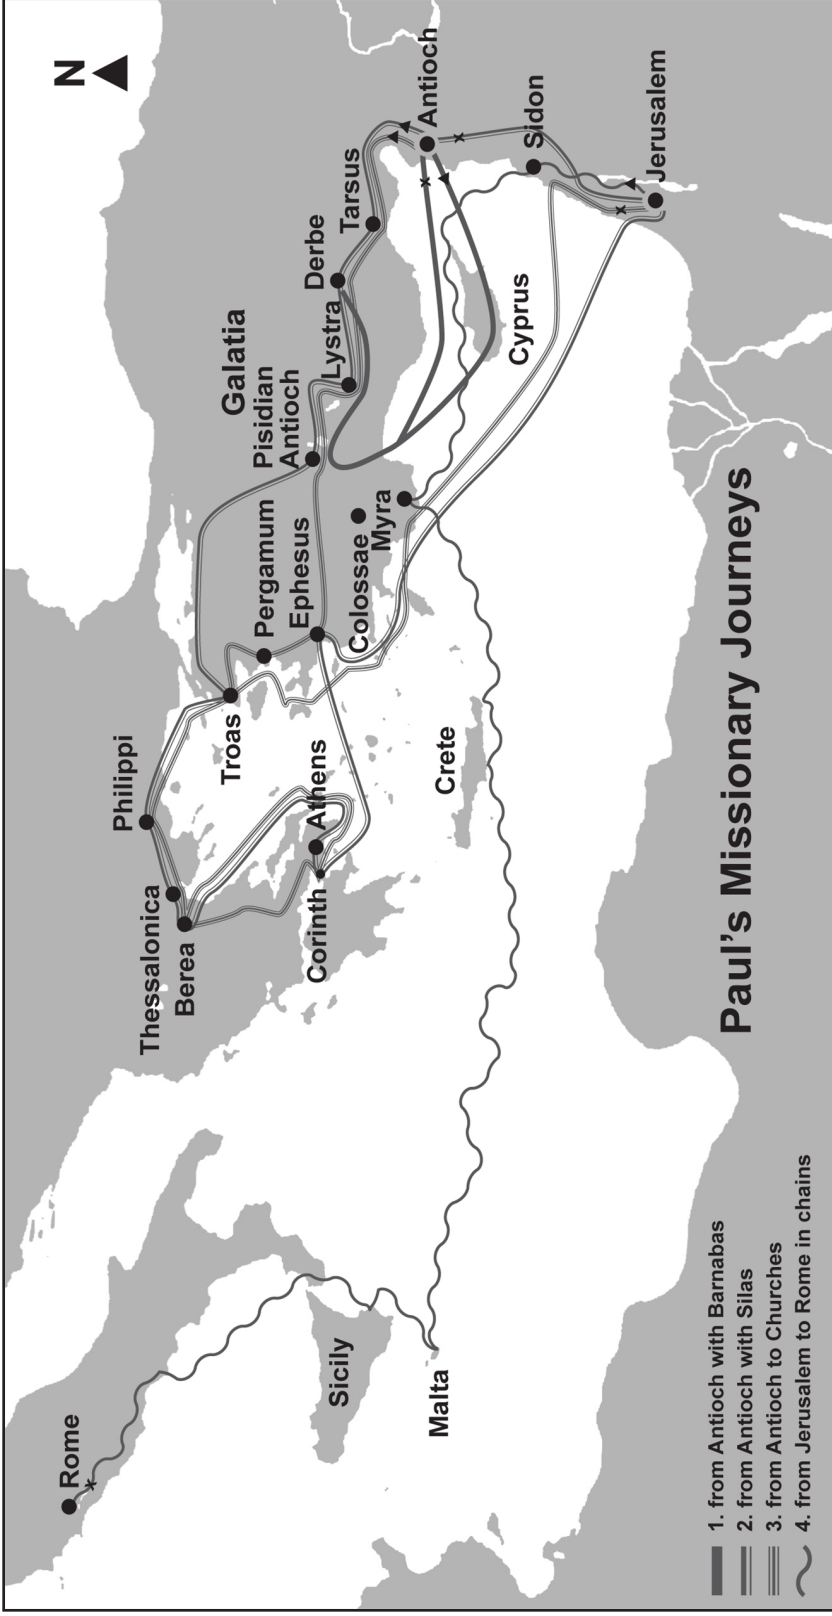 N
Rome
Sicily
Malta
Philippi
Thessalonica
Berea
Corinth
Athens
Troas
Crete
Pergamum
Ephesus
Colossae
Myra
Galatia
Pisidian
Antioch
Lystra
Derbe
Tarsus
Antioch
Cyprus
Sidon
Jerusalem
Paul's Missionary Journeys
1. from Antioch with Barnabas
2. from Antioch with Silas
3. from Antioch to Churches
4. from Jerusalem to Rome in chains